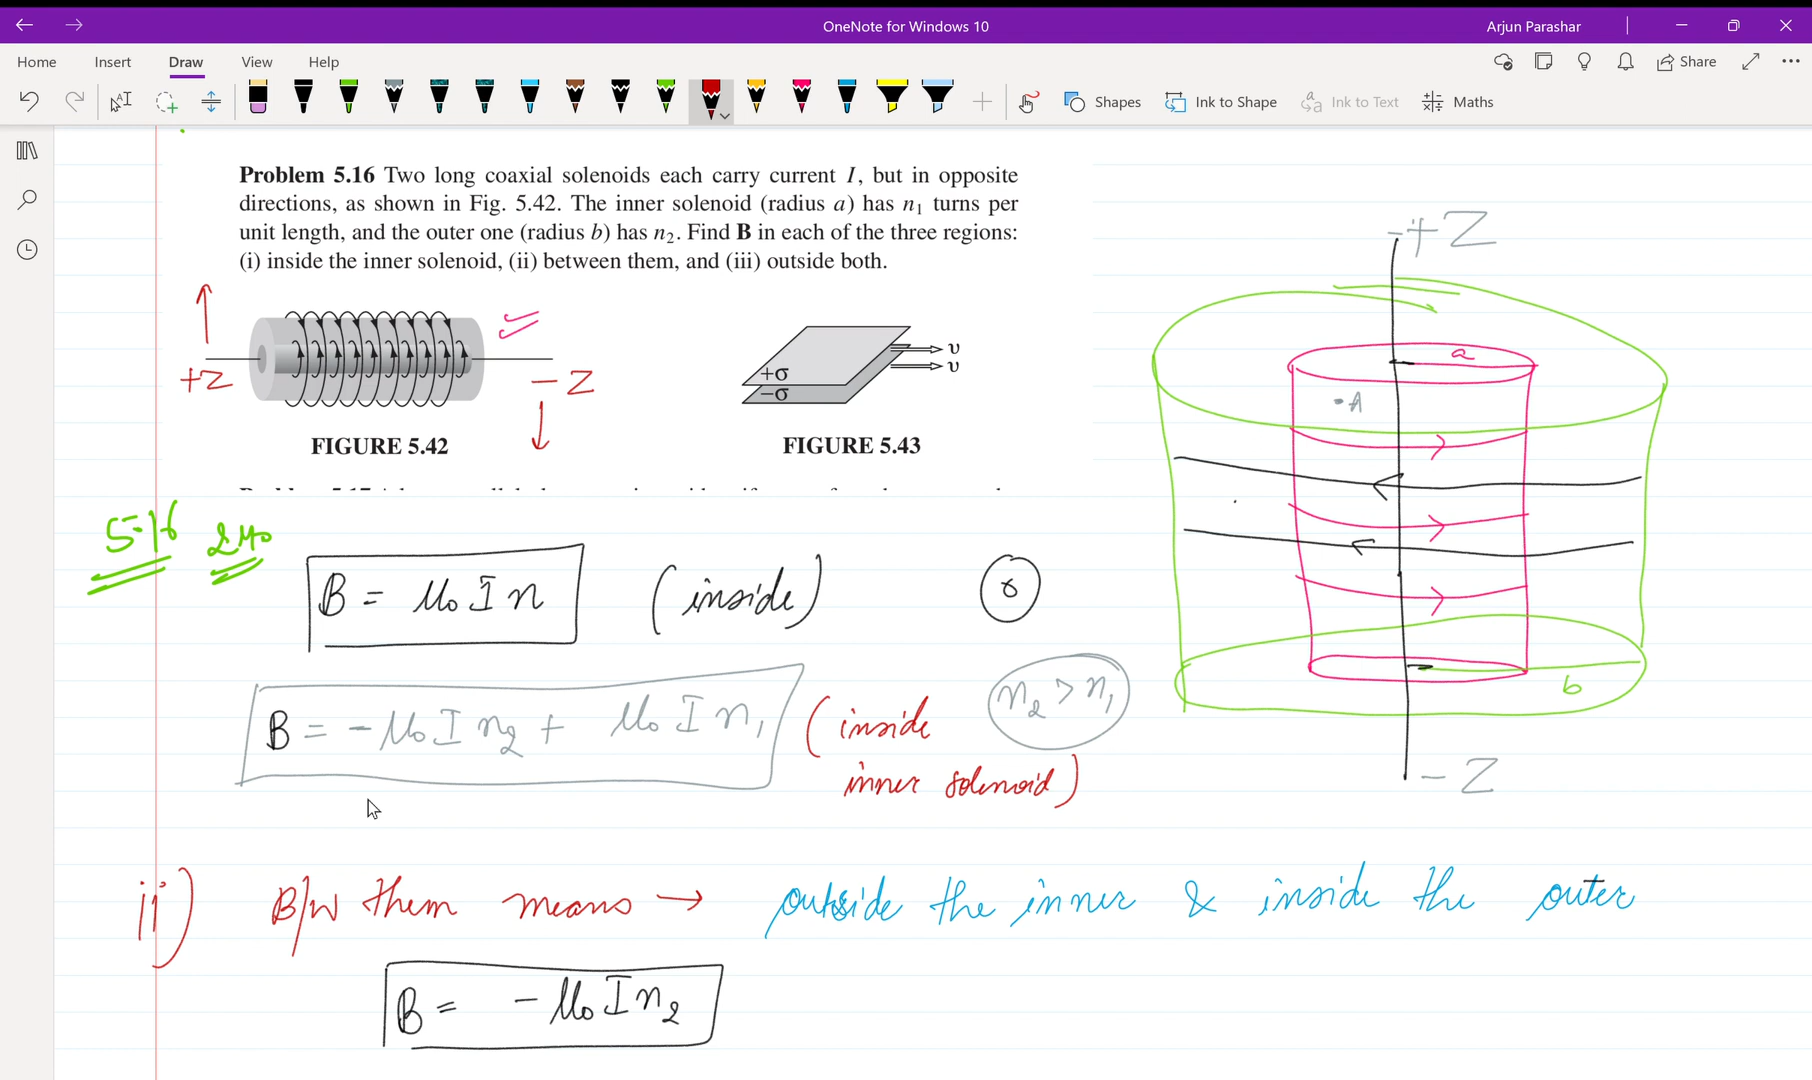 OneNote for Windows 10
Arjun Parashar
Home Insert Draw View Help
Share
Shapes Ink to Shape Ink to Text Maths
Problem 5.16 Two long coaxial solenoids each carry current I, but in opposite
directions, as shown in Fig. 5.42. The inner solenoid (radius a) has n₁ turns per
unit length, and the outer one (radius b) has n₂. Find B in each of the three regions:
(i) inside the inner solenoid, (ii) between them, and (iii) outside both.
+Z
-Z
+σ
-σ
υ
υ
FIGURE 5.42
FIGURE 5.43
+Z
a
A
b
-Z
5.16
B = μ₀ I n (inside)
B = - μ₀ I n₂ + μ₀ I n₁ (inside
inner solenoid)
n₂ > n₁
ii) B/w them means → outside the inner & inside the outer
B = - μ₀ I n₂